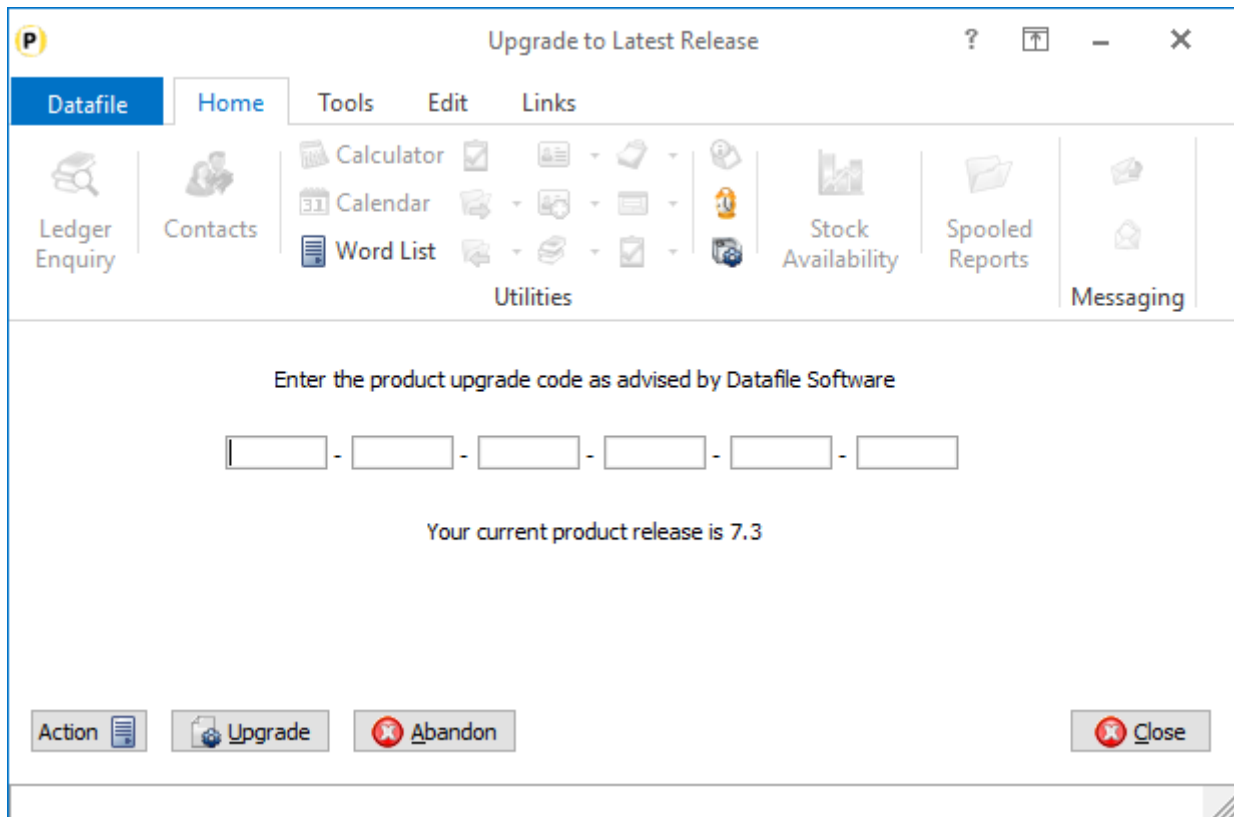 P Upgrade to Latest Release ?
Datafile Home Tools Edit Links
Ledger Enquiry
Contacts
Calculator
31 Calendar
Word List
Stock Availability
Spooled Reports
Utilities Messaging
Enter the product upgrade code as advised by Datafile Software
- - - - -
Your current product release is 7.3
Action Upgrade Abandon Close